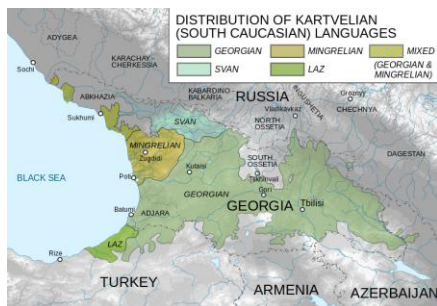 DISTRIBUTION OF KARTVELIAN
(SOUTH CAUCASIAN) LANGUAGES
GEORGIAN
MINGRELIAN
MIXED
SVAN
LAZ
(GEORGIAN &
MINGRELIAN)
ADYGEA
Sochi
KARACHAY-
CHERKESSIA
KABARDINO
BALKARIA
RUSSIA
Groznyy
INGUSHETIA
CHECHNYA
Vladikavkaz
ABKHAZIA
Sukhumi
SVAN
NORTH
OSSETIA
DAGESTAN
MINGRELIAN
Zugdidi
SOUTH
OSSETIA
Tskhinvali
Kutaisi
Poti
BLACK SEA
GEORGIAN
Gori
GEORGIA
Tbilisi
Batumi
ADJARA
LAZ
Rize
TURKEY
ARMENIA
AZERBAIJAN